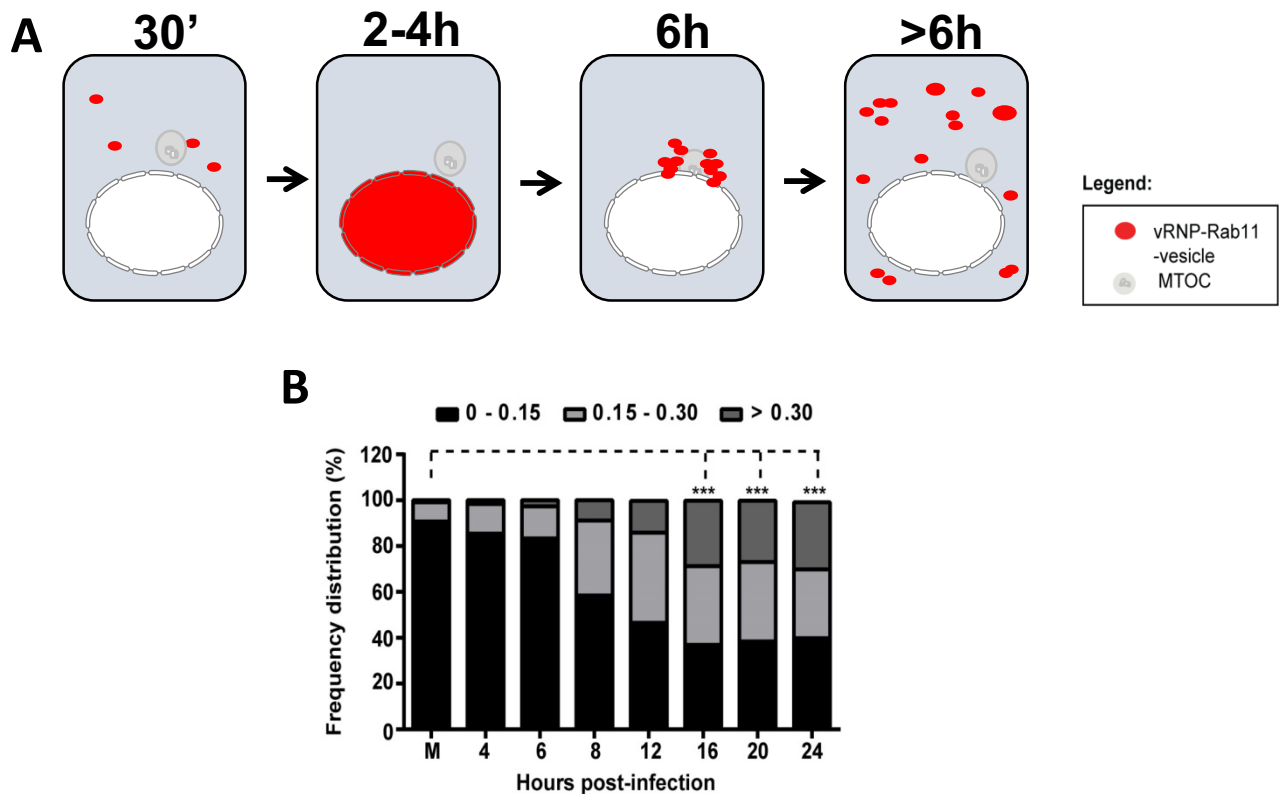 A
30’
2-4h
6h
>6h
Legend:
vRNP-Rab11
-vesicle
MTOC
B
0 - 0.15
0.15 - 0.30
> 0.30
Frequency distribution (%)
120
100
80
60
40
20
0
*** *** ***
M 4 6 8 12 16 20 24
Hours post-infection